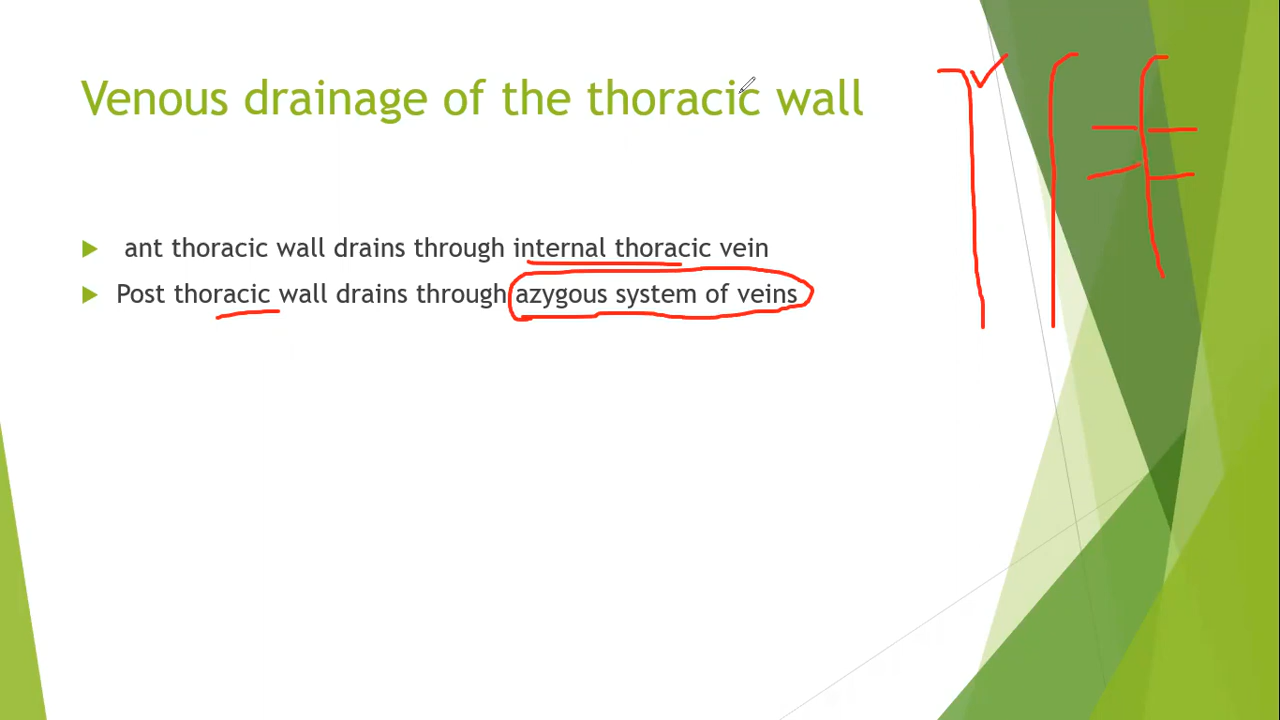 Venous drainage of the thoracic wall
ant thoracic wall drains through internal thoracic vein
Post thoracic wall drains through azygous system of veins